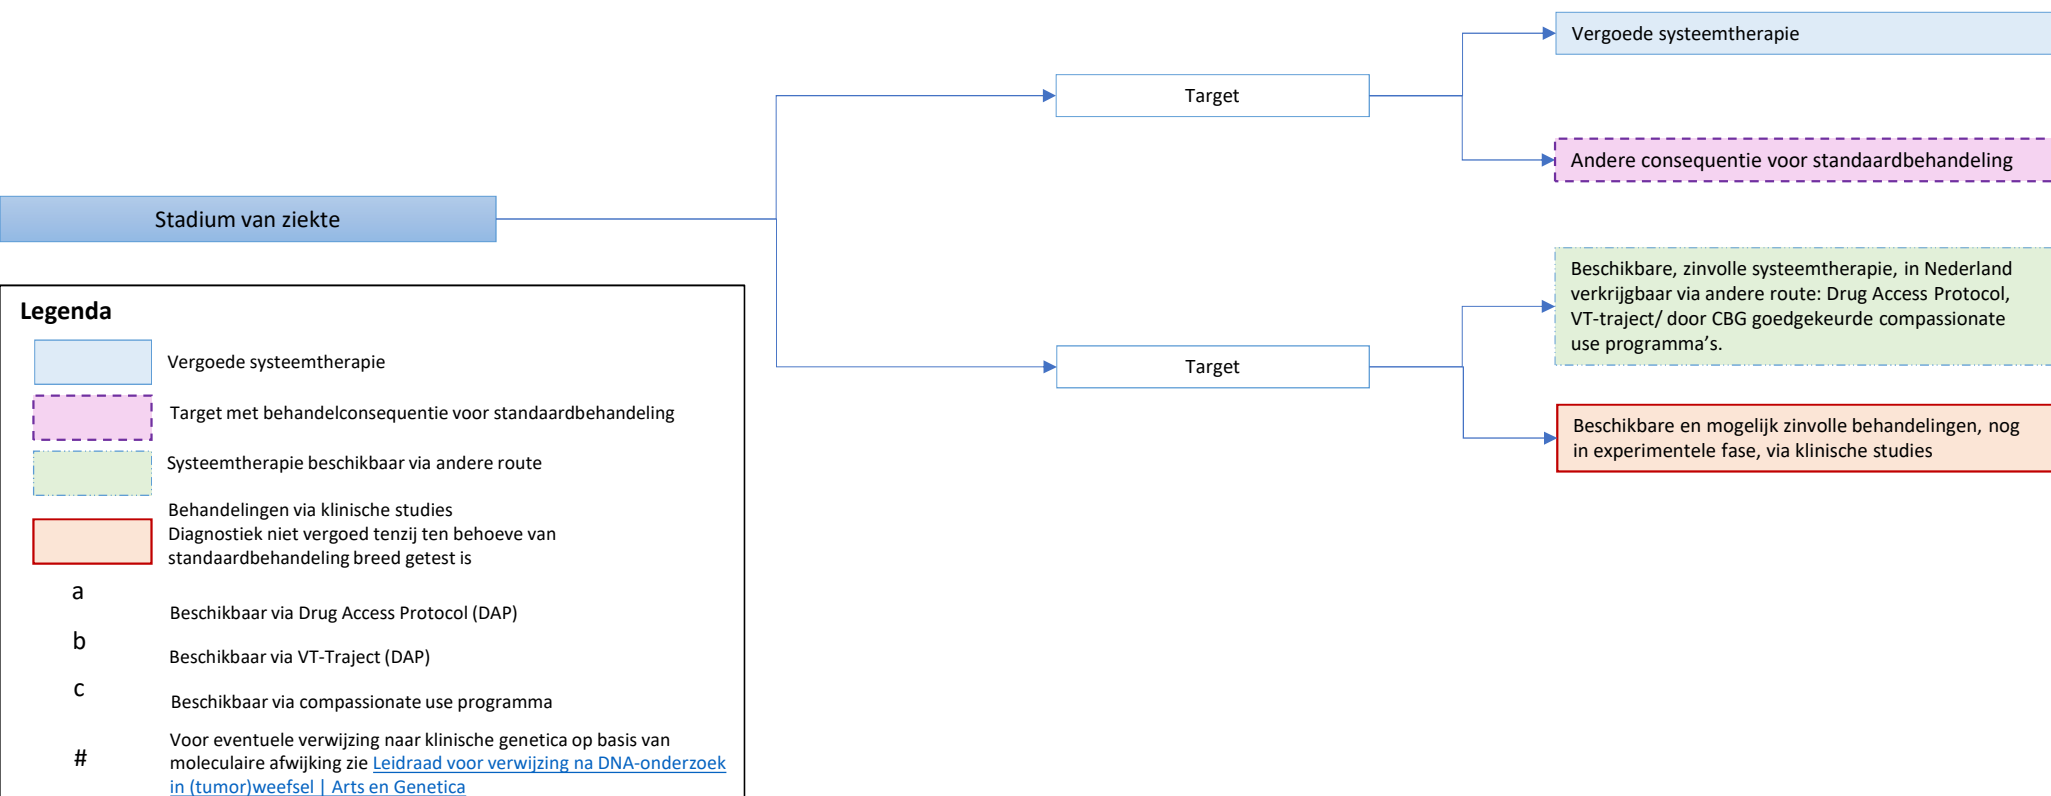 Vergoede systeemtherapie
Target
Andere consequentie voor standaardbehandeling
Stadium van ziekte
Beschikbare, zinvolle systeemtherapie, in Nederland
verkrijgbaar via andere route: Drug Access Protocol,
VT-traject/ door CBG goedgekeurde compassionate
use programma’s.
Target
Beschikbare en mogelijk zinvolle behandelingen, nog
in experimentele fase, via klinische studies
Legenda
Vergoede systeemtherapie
Target met behandelconsequentie voor standaardbehandeling
Systeemtherapie beschikbaar via andere route
Behandelingen via klinische studies
Diagnostiek niet vergoed tenzij ten behoeve van
standaardbehandeling breed getest is
a
Beschikbaar via Drug Access Protocol (DAP)
b
Beschikbaar via VT-Traject (DAP)
c
Beschikbaar via compassionate use programma
#
Voor eventuele verwijzing naar klinische genetica op basis van
moleculaire afwijking zie Leidraad voor verwijzing na DNA-onderzoek
in (tumor)weefsel | Arts en Genetica